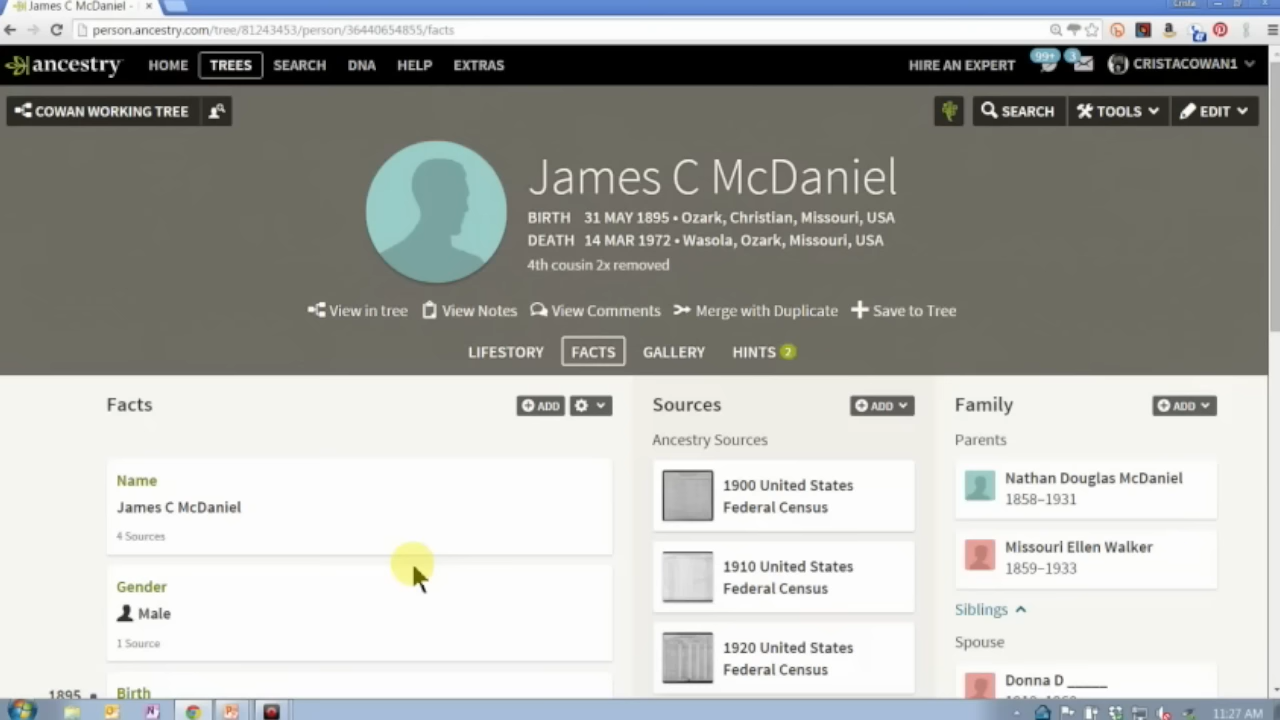 James C McDaniel -
Crista
person.ancestry.com/tree/81243453/person/36440654855/facts
ancestry
HOME TREES SEARCH DNA HELP EXTRAS
HIRE AN EXPERT 99+ 3 CRISTACOWAN1
COWAN WORKING TREE
SEARCH TOOLS EDIT
James C McDaniel
BIRTH 31 MAY 1895 • Ozark, Christian, Missouri, USA
DEATH 14 MAR 1972 • Wasola, Ozark, Missouri, USA
4th cousin 2x removed
View in tree View Notes View Comments Merge with Duplicate Save to Tree
LIFESTORY FACTS GALLERY HINTS 2
Facts
ADD
Name
James C McDaniel
4 Sources
Gender
Male
1 Source
1895
Birth
Sources
ADD
Ancestry Sources
1900 United States
Federal Census
1910 United States
Federal Census
1920 United States
Federal Census
Family
ADD
Parents
Nathan Douglas McDaniel
1858–1931
Missouri Ellen Walker
1859–1933
Siblings
Spouse
Donna D _____
11:27 AM